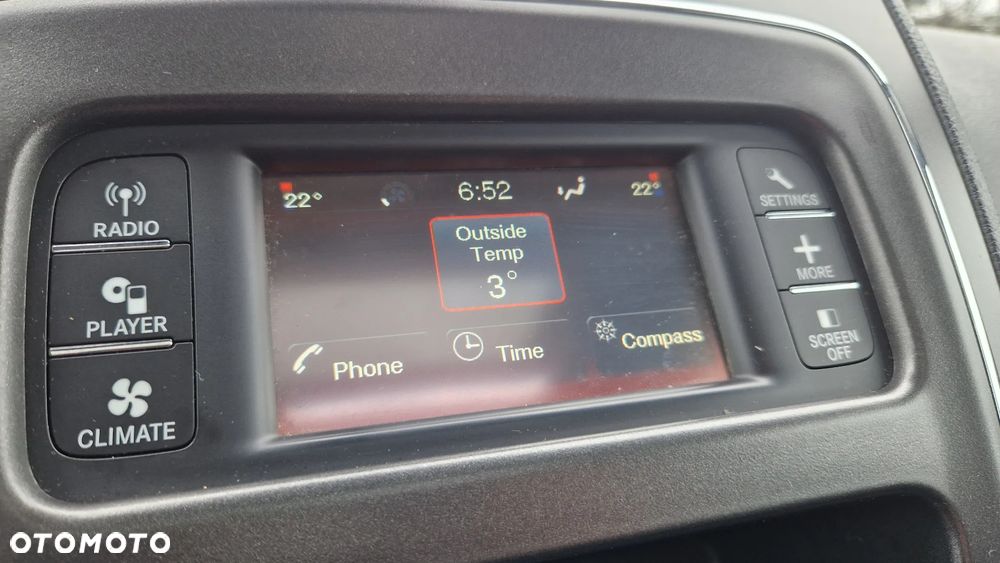 RADIO
PLAYER
CLIMATE
22°
6:52
22°
Outside
Temp
3°
Phone
Time
Compass
SETTINGS
MORE
SCREEN
OFF
OTOMOTO